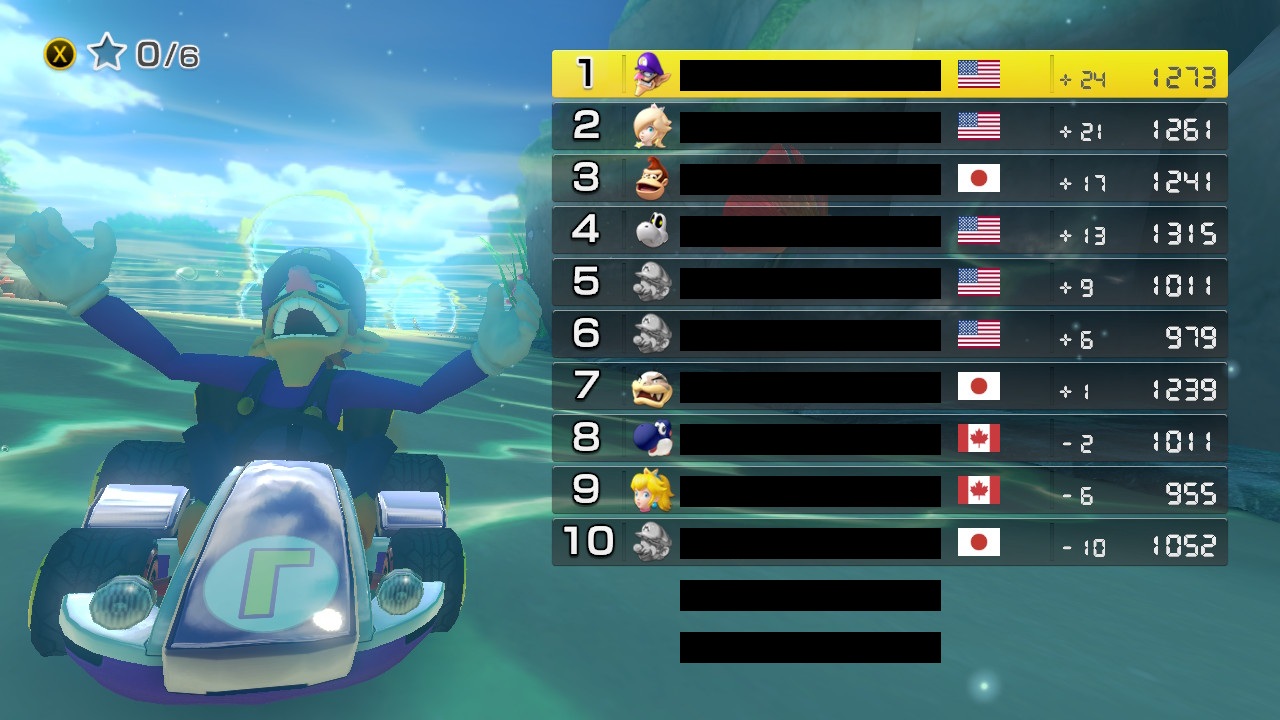 X 0/6
1 + 24 1273
2 + 21 1261
3 + 17 1241
4 + 13 1315
5 + 9 1011
6 + 6 979
7 + 1 1239
8 - 2 1011
9 - 6 955
10 - 10 1052